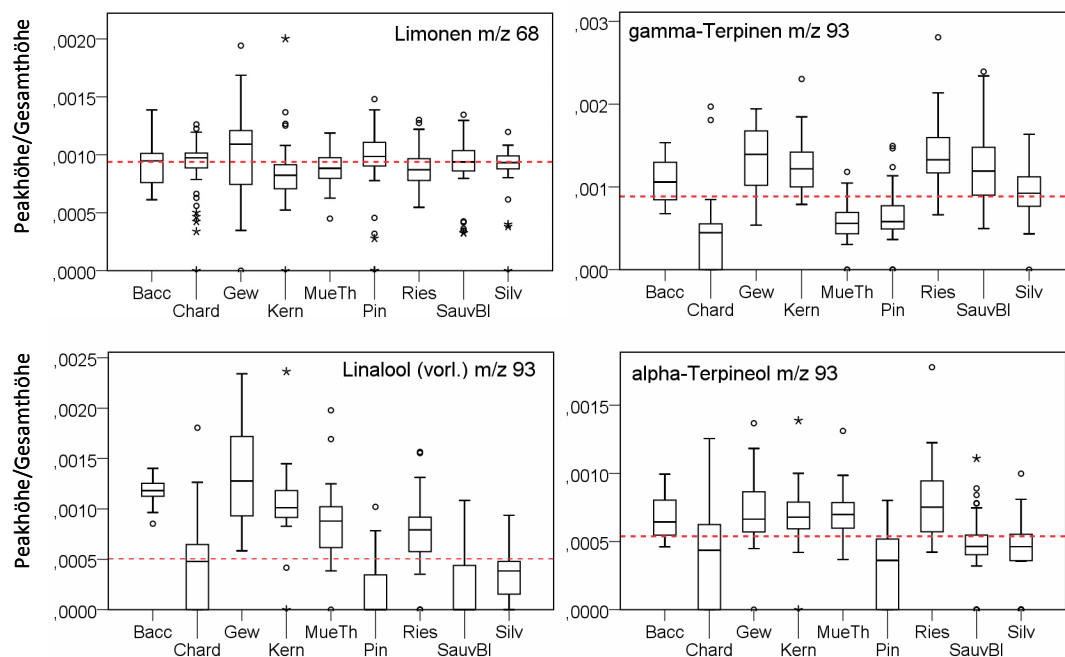 Peakhöhe/Gesamthöhe
Limonen m/z 68
,0020
,0015
,0010
,0005
,0000
Bacc Gew MueTh Ries Silv
Chard Kern Pin SauvBl
gamma-Terpinen m/z 93
,003
,002
,001
,000
Bacc Gew MueTh Ries Silv
Chard Kern Pin SauvBl
Peakhöhe/Gesamthöhe
Linalool (vorl.) m/z 93
,0025
,0020
,0015
,0010
,0005
,0000
Bacc Gew MueTh Ries Silv
Chard Kern Pin SauvBl
alpha-Terpineol m/z 93
,0015
,0010
,0005
,0000
Bacc Gew MueTh Ries Silv
Chard Kern Pin SauvBl